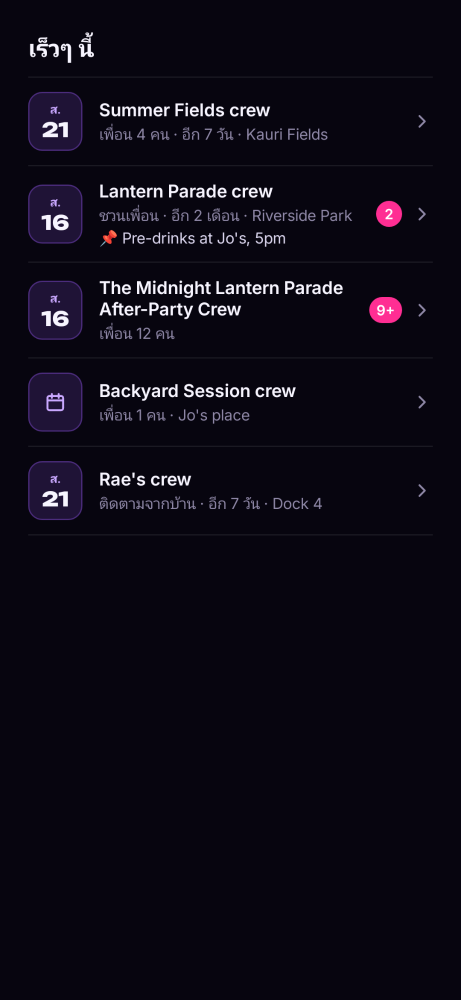 เร็วๆ นี้
ส.
21
Summer Fields crew
เพื่อน 4 คน · อีก 7 วัน · Kauri Fields
ส.
16
Lantern Parade crew
ชวนเพื่อน · อีก 2 เดือน · Riverside Park
📌 Pre-drinks at Jo's, 5pm
2
ส.
16
The Midnight Lantern Parade
After-Party Crew
เพื่อน 12 คน
9+
Backyard Session crew
เพื่อน 1 คน · Jo's place
ส.
21
Rae's crew
ติดตามจากบ้าน · อีก 7 วัน · Dock 4